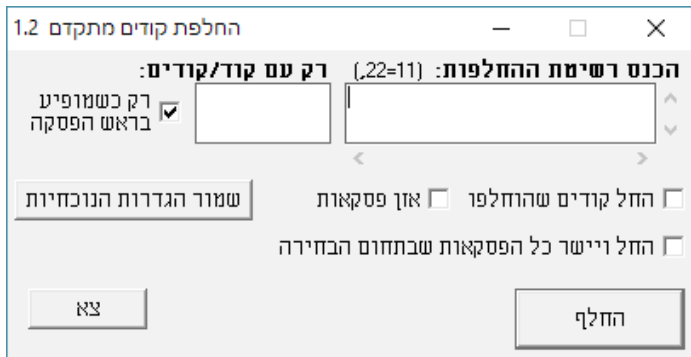 החלפת קודים מתקדם 1.2
הכנס רשימת ההחלפות: (11=22,) רק עם קוד/קודים:
רק כשמופיע
בראש הפסקה
החל קודים שהוחלפו
אזן פסקאות
שמור הגדרות הנוכחיות
החל ויישר כל הפסקאות שבתחום הבחירה
החלף
צא